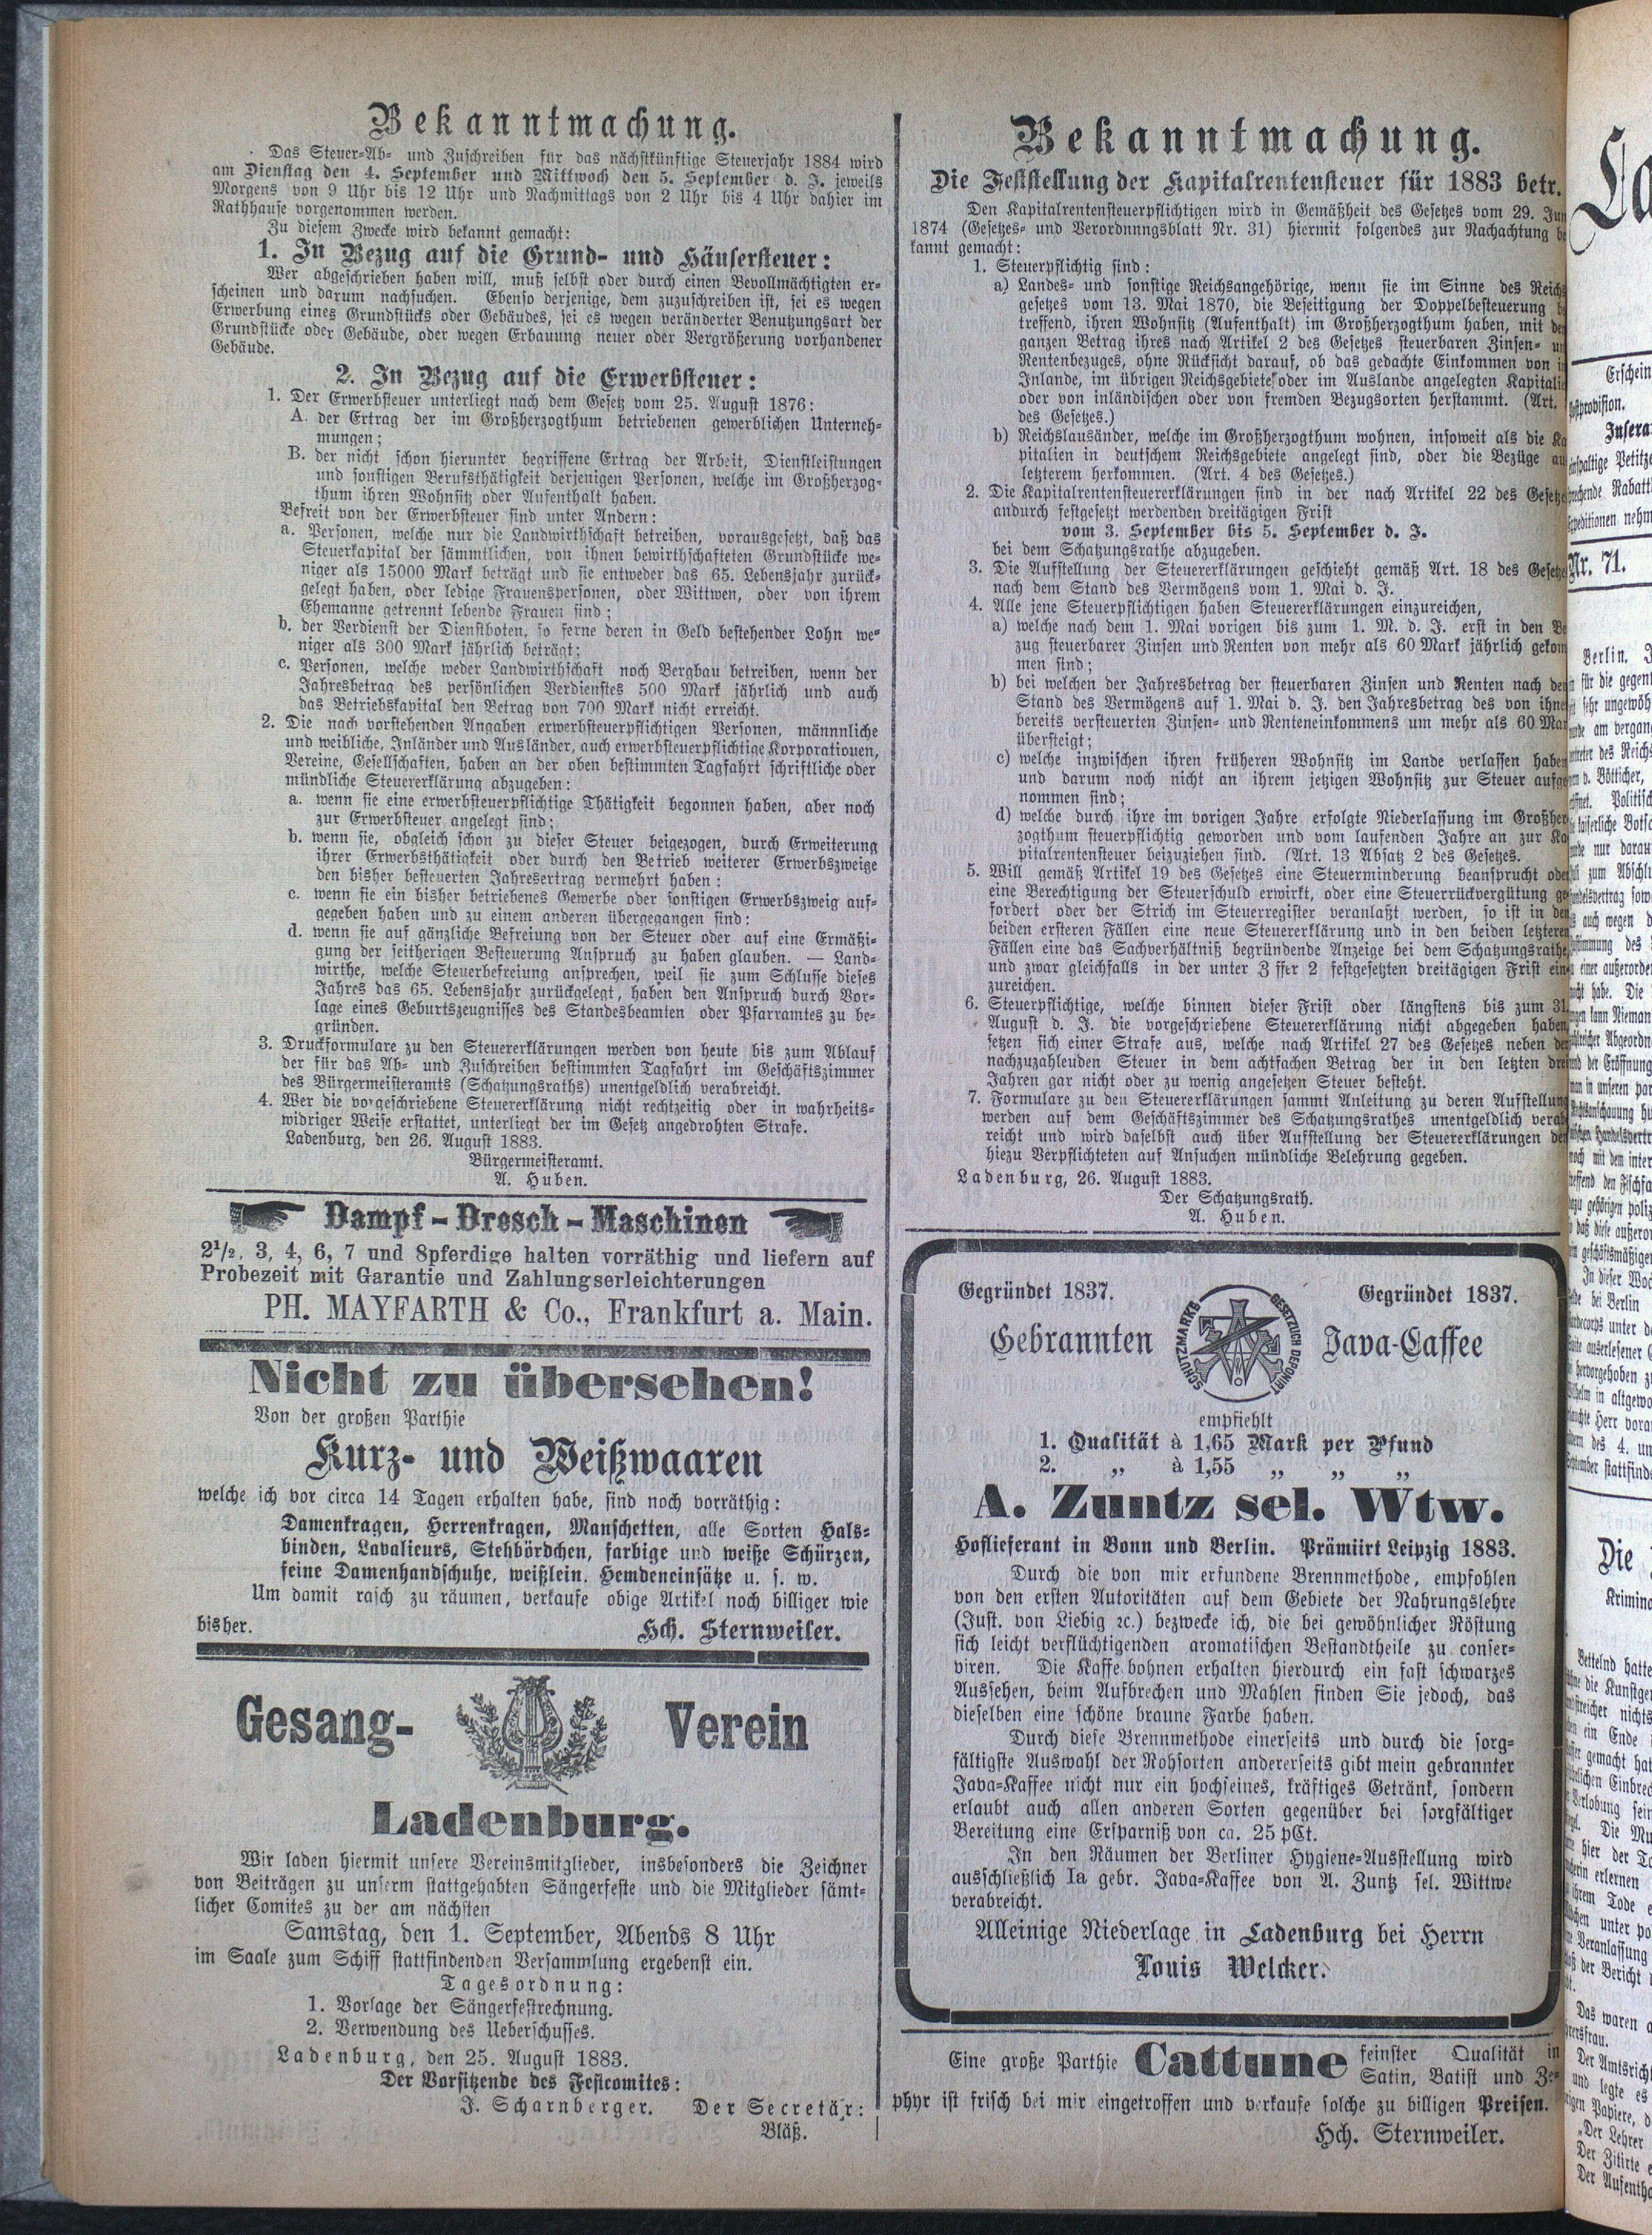 Bekanntmachung.
Das Steuer-Ab- und Zuschreiben für das nächstkünftige Steuerjahr 1884 wird
am Dienstag den 4. September und Mittwoch den 5. September d. J. jeweils
Morgens von 9 Uhr bis 12 Uhr und Nachmittags von 2 Uhr bis 4 Uhr dahier im
Rathhause vorgenommen werden.
Zu diesem Zwecke wird bekannt gemacht:
1. In Bezug auf die Grund- und Häusersteuer:
Wer abgeschrieben haben will, muß selbst oder durch einen Bevollmächtigten er-
scheinen und darum nachsuchen. Ebenso derjenige, dem zuzuschreiben ist, sei es wegen
Erwerbung eines Grundstücks oder Gebäudes, sei es wegen veränderter Benutzungsart der
Grundstücke oder Gebäude, oder wegen Erbauung neuer oder Vergrößerung vorhandener
Gebäude.
2. In Bezug auf die Erwerbsteuer:
1. Der Erwerbsteuer unterliegt nach dem Gesetz vom 25. August 1876:
A. der Ertrag der im Großherzogthum betriebenen gewerblichen Unterneh-
mungen;
B. der nicht schon hierunter begriffene Ertrag der Arbeit, Dienstleistungen
und sonstigen Berufsthätigkeit derjenigen Personen, welche im Großherzog-
thum ihren Wohnsitz oder Aufenthalt haben.
Befreit von der Erwerbsteuer sind unter Andern:
a. Personen, welche nur die Landwirthschaft betreiben, vorausgesetzt, daß das
Steuerkapital der sämmtlichen, von ihnen bewirthschafteten Grundstücke we-
niger als 15000 Mark beträgt und sie entweder das 65. Lebensjahr zurück-
gelegt haben, oder ledige Frauenspersonen, oder Wittwen, oder von ihrem
Ehemanne getrennt lebende Frauen sind;
b. der Verdienst der Dienstboten, so ferne deren in Geld bestehender Lohn we-
niger als 300 Mark jährlich beträgt;
c. Personen, welche weder Landwirthschaft noch Bergbau betreiben, wenn der
Jahresbetrag des persönlichen Verdienstes 500 Mark jährlich und auch
das Betriebskapital den Betrag von 700 Mark nicht erreicht.
2. Die nach vorstehenden Angaben erwerbsteuerpflichtigen Personen, männnliche
und weibliche, Inländer und Ausländer, auch erwerbsteuerpflichtige Korporationen,
Vereine, Gesellschaften, haben an der oben bestimmten Tagfahrt schriftliche oder
mündliche Steuererklärung abzugeben:
a. wenn sie eine erwerbsteuerpflichtige Thätigkeit begonnen haben, aber noch
zur Erwerbsteuer angelegt sind;
b. wenn sie, obgleich schon zu dieser Steuer beigezogen, durch Erweiterung
ihrer Erwerbsthätigkeit oder durch den Betrieb weiterer Erwerbszweige
den bisher besteuerten Jahresertrag vermehrt haben:
c. wenn sie ein bisher betriebenes Gewerbe oder sonstigen Erwerbszweig auf-
gegeben haben und zu einem anderen übergegangen sind:
d. wenn sie auf gänzliche Befreiung von der Steuer oder auf eine Ermäßi-
gung der seitherigen Besteuerung Anspruch zu haben glauben. — Land-
wirthe, welche Steuerbefreiung ansprechen, weil sie zum Schlusse dieses
Jahres das 65. Lebensjahr zurückgelegt, haben den Anspruch durch Vor-
lage eines Geburtszeugnisses des Standesbeamten oder Pfarramtes zu be-
gründen.
3. Druckformulare zu den Steuererklärungen werden von heute bis zum Ablauf
der für das Ab- und Zuschreiben bestimmten Tagfahrt im Geschäftszimmer
des Bürgermeisteramts (Schatzungsraths) unentgeldlich verabreicht.
4. Wer die vorgeschriebene Steuererklärung nicht rechtzeitig oder in wahrheits-
widriger Weise erstattet, unterliegt der im Gesetz angedrohten Strafe.
Ladenburg, den 26. August 1883.
Bürgermeisteramt.
A. Huben.
Dampf-Dresch-Maschinen
2½, 3, 4, 6, 7 und 8pferdige halten vorräthig und liefern auf
Probezeit mit Garantie und Zahlungserleichterungen
PH. MAYFARTH & Co., Frankfurt a. Main.
Nicht zu übersehen!
Von der großen Parthie
Kurz- und Weißwaaren
welche ich vor circa 14 Tagen erhalten habe, sind noch vorräthig:
Damenkragen, Herrenkragen, Manschetten, alle Sorten Hals-
binden, Lavalieurs, Stehbördchen, farbige und weiße Schürzen,
feine Damenhandschuhe, weißlein. Hemdeneinsätze u. s. w.
Um damit rasch zu räumen, verkaufe obige Artikel noch billiger wie
bisher.
Hch. Sternweiler.
Gesang-Verein
Ladenburg.
Wir laden hiermit unsere Vereinsmitglieder, insbesonders die Zeichner
von Beiträgen zu unserm stattgehabten Sängerfeste und die Mitglieder sämt-
licher Comites zu der am nächsten
Samstag, den 1. September, Abends 8 Uhr
im Saale zum Schiff stattfindenden Versammlung ergebenst ein.
Tagesordnung:
1. Vorlage der Sängerfestrechnung.
2. Verwendung des Ueberschusses.
Ladenburg, den 25. August 1883.
Der Vorsitzende des Festcomites:
J. Scharnberger. Der Secretär:
Bläß.
Bekanntmachung.
Die Feststellung der Kapitalrentensteuer für 1883 betr.
Den Kapitalrentensteuerpflichtigen wird in Gemäßheit des Gesetzes vom 29. Jun
1874 (Gesetzes- und Verordnnngsblatt Nr. 31) hiermit folgendes zur Nachachtung be
kannt gemacht:
1. Steuerpflichtig sind:
a) Landes- und sonstige Reichsangehörige, wenn sie im Sinne des Reichs
gesetzes vom 13. Mai 1870, die Beseitigung der Doppelbesteuerung be
treffend, ihren Wohnsitz (Aufenthalt) im Großherzogthum haben, mit dem
ganzen Betrag ihres nach Artikel 2 des Gesetzes steuerbaren Zinsen- un
Rentenbezuges, ohne Rücksicht darauf, ob das gedachte Einkommen von i
Inlande, im übrigen Reichsgebiete oder im Auslande angelegten Kapitali
oder von inländischen oder von fremden Bezugsorten herstammt. (Art.
des Gesetzes.)
b) Reichslausänder, welche im Großherzogthum wohnen, insoweit als die Ka
pitalien in deutschem Reichsgebiete angelegt sind, oder die Bezüge au
letzterem herkommen. (Art. 4 des Gesetzes.)
2. Die Kapitalrentensteuererklärungen sind in der nach Artikel 22 des Gesetze
andurch festgesetzt werdenden dreitägigen Frist
vom 3. September bis 5. September d. J.
bei dem Schatzungsrathe abzugeben.
3. Die Aufstellung der Steuererklärungen geschieht gemäß Art. 18 des Gesetze
nach dem Stand des Vermögens vom 1. Mai d. J.
4. Alle jene Steuerpflichtigen haben Steuererklärungen einzureichen,
a) welche nach dem 1. Mai vorigen bis zum 1. M. d. J. erst in den Be
zug steuerbarer Zinsen und Renten von mehr als 60 Mark jährlich gekom
men sind;
b) bei welchen der Jahresbetrag der steuerbaren Zinsen und Renten nach dem
Stand des Vermögens auf 1. Mai d. J. den Jahresbetrag des von ihne
bereits versteuerten Zinsen- und Renteneinkommens um mehr als 60 Mar
übersteigt;
c) welche inzwischen ihren früheren Wohnsitz im Lande verlassen haben
und darum noch nicht an ihrem jetzigen Wohnsitz zur Steuer aufge
nommen sind;
d) welche durch ihre im vorigen Jahre erfolgte Niederlassung im Großher
zogthum steuerpflichtig geworden und vom laufenden Jahre an zur Ka
pitalrentensteuer beizuziehen sind. (Art. 13 Absatz 2 des Gesetzes.
5. Will gemäß Artikel 19 des Gesetzes eine Steuerminderung beansprucht oder
eine Berechtigung der Steuerschuld erwirkt, oder eine Steuerrückvergütung ge
fordert oder der Strich im Steuerregister veranlaßt werden, so ist in den
beiden ersteren Fällen eine neue Steuererklärung und in den beiden letzteren
Fällen eine das Sachverhältniß begründende Anzeige bei dem Schatzungsrathe,
und zwar gleichfalls in der unter Z ffer 2 festgesetzten dreitägigen Frist ein-
zureichen.
6. Steuerpflichtige, welche binnen dieser Frist oder längstens bis zum 31.
August d. J. die vorgeschriebene Steuererklärung nicht abgegeben haben,
setzen sich einer Strafe aus, welche nach Artikel 27 des Gesetzes neben der
nachzuzahlenden Steuer in dem achtfachen Betrag der in den letzten drei
Jahren gar nicht oder zu wenig angesetzen Steuer besteht.
7. Formulare zu den Steuererklärungen sammt Anleitung zu deren Aufstellung
werden auf dem Geschäftszimmer des Schatzungsrathes unentgeldlich verab
reicht und wird daselbst auch über Aufstellung der Steuererklärungen den
hiezu Verpflichteten auf Ansuchen mündliche Belehrung gegeben.
Ladenburg, 26. August 1883.
Der Schatzungsrath.
A. Huben.
Gegründet 1837. Gegründet 1837.
Gebrannten Java-Caffee
SCHUTZMARKE GESETZLICH DEPONIRT
empfiehlt
1. Qualität à 1,65 Mark per Pfund
2. „ à 1,55 „ „ „
A. Zuntz sel. Wtw.
Hoflieferant in Bonn und Berlin. Prämiirt Leipzig 1883.
Durch die von mir erfundene Brennmethode, empfohlen
von den ersten Autoritäten auf dem Gebiete der Nahrungslehre
(Just. von Liebig ꝛc.) bezwecke ich, die bei gewöhnlicher Röstung
sich leicht verflüchtigenden aromatischen Bestandtheile zu conser-
viren. Die Kaffe bohnen erhalten hierdurch ein fast schwarzes
Aussehen, beim Aufbrechen und Mahlen finden Sie jedoch, das
dieselben eine schöne braune Farbe haben.
Durch diese Brennmethode einerseits und durch die sorg-
fältigste Auswahl der Rohsorten andererseits gibt mein gebrannter
Java-Kaffee nicht nur ein hochfeines, kräftiges Getränk, sondern
erlaubt auch allen anderen Sorten gegenüber bei sorgfältiger
Bereitung eine Ersparniß von ca. 25 pCt.
In den Räumen der Berliner Hygiene-Ausstellung wird
ausschließlich Ia gebr. Java-Kaffee von A. Zuntz sel. Wittwe
verabreicht.
Alleinige Niederlage in Ladenburg bei Herrn
Louis Welcker.
Eine große Parthie Cattune feinster Qualität in
Satin, Batist und Ze-
phyr ist frisch bei mir eingetroffen und verkaufe solche zu billigen Preisen.
Hch. Sternweiler.
La
Erschein
Insera
Nr. 71.
Berlin.
Die
Krimina